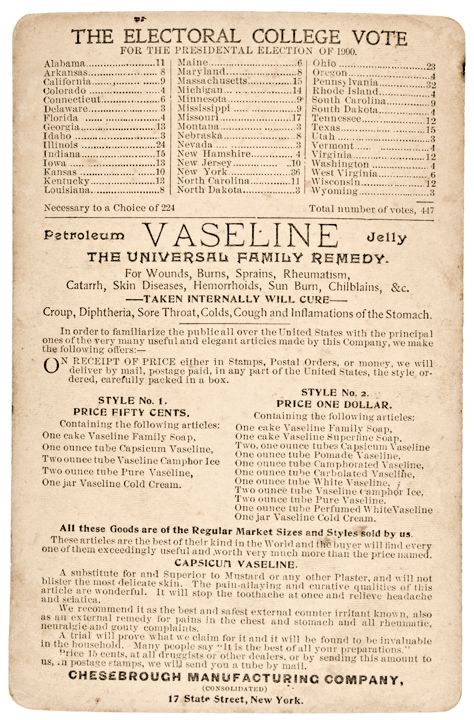 THE ELECTORAL COLLEGE VOTE
FOR THE PRESIDENTIAL ELECTION OF 1900.
Alabama 11
Arkansas 8
California 9
Colorado 4
Connecticut 6
Delaware 3
Florida 4
Georgia 13
Idaho 3
Illinois 24
Indiana 15
Iowa 13
Kansas 10
Kentucky 13
Louisiana 8
Maine 6
Maryland 8
Massachusetts 15
Michigan 14
Minnesota 9
Mississippi 9
Missouri 17
Montana 3
Nebraska 8
Nevada 3
New Hampshire 4
New Jersey 10
New York 36
North Carolina 11
North Dakota 3
Ohio 23
Oregon 4
Pennsylvania 32
Rhode Island 4
South Carolina 9
South Dakota 4
Tennessee 12
Texas 15
Utah 3
Vermont 4
Virginia 12
Washington 4
West Virginia 6
Wisconsin 12
Wyoming 3
Necessary to a Choice of 224 Total number of votes, 447
Petroleum VASELINE Jelly
THE UNIVERSAL FAMILY REMEDY.
For Wounds, Burns, Sprains, Rheumatism,
Catarrh, Skin Diseases, Hemorrhoids, Sun Burn, Chilblains, &c.
—TAKEN INTERNALLY WILL CURE—
Croup, Diphtheria, Sore Throat, Colds, Cough and Inflamations of the Stomach.
In order to familiarize the public all over the United States with the principal
ones of the very many useful and elegant articles made by this Company, we make
the following offers:—
ON RECEIPT OF PRICE either in Stamps, Postal Orders, or money, we will
deliver by mail, postage paid, in any part of the United States, the style or-
dered, carefully packed in a box.
STYLE No. 1.
PRICE FIFTY CENTS.
Containing the following articles:
One cake Vaseline Family Soap,
One ounce tube Capsicum Vaseline,
Two ounce tube Vaseline Camphor Ice
Two ounce tube Pure Vaseline,
One jar Vaseline Cold Cream.
STYLE No. 2.
PRICE ONE DOLLAR.
Containing the following articles:
One cake Vaseline Family Soap,
One cake Vaseline Superfine Soap,
Two, one ounce tubes Capsicum Vaseline
One ounce tube Pomade Vaseline,
One ounce tube Camphorated Vaseline,
One ounce tube Carbolated Vaseline,
One ounce tube White Vaseline,
Two ounce tube Vaseline Camphor Ice,
Two ounce tube Pure Vaseline.
One ounce tube Perfumed White Vaseline
One jar Vaseline Cold Cream.
All these Goods are of the Regular Market Sizes and Styles sold by us.
These articles are the best of their kind in the World and the buyer will find every
one of them exceedingly useful and worth very much more than the price named.
CAPSICUM VASELINE.
A substitute for and Superior to Mustard or any other Plaster, and will not
blister the most delicate skin. The pain-allaying and curative qualities of this
article are wonderful. It will stop the toothache at once and relieve headache
and sciatica.
We recommend it as the best and safest external counter irritant known, also
as an external remedy for pains in the chest and stomach and all rheumatic,
neuralgic and gouty complaints.
A trial will prove what we claim for it and it will be found to be invaluable
in the household. Many people say "It is the best of all your preparations."
Price 15 cents, at all druggists or other dealers, or by sending this amount to
us, in postage stamps, we will send you a tube by mail.
CHESEBROUGH MANUFACTURING COMPANY,
(CONSOLIDATED)
17 State Street, New York.